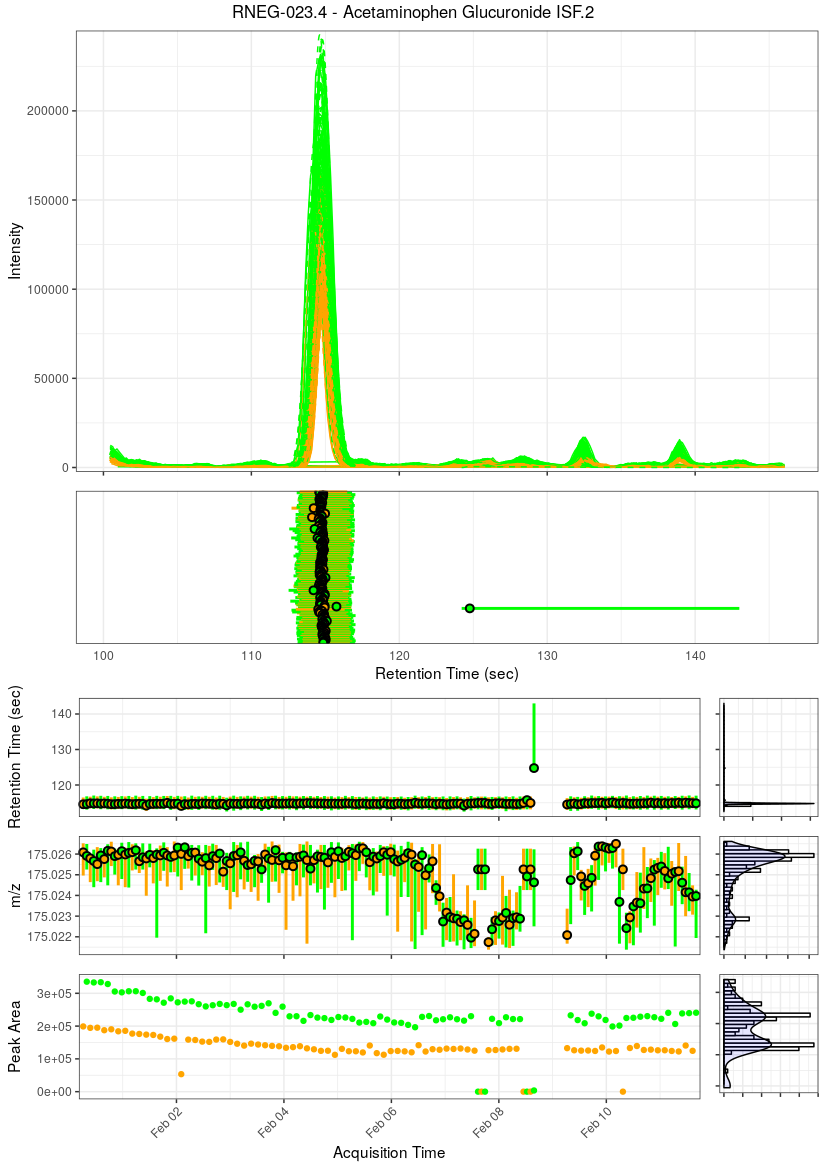 RNEG-023.4 - Acetaminophen Glucuronide ISF.2
Intensity
200000
150000
100000
50000
0
100
110
120
130
140
Retention Time (sec)
Retention Time (sec)
140
130
120
m/z
175.026
175.025
175.024
175.023
175.022
Peak Area
3e+05
2e+05
1e+05
0e+00
Feb 02
Feb 04
Feb 06
Feb 08
Feb 10
Acquisition Time